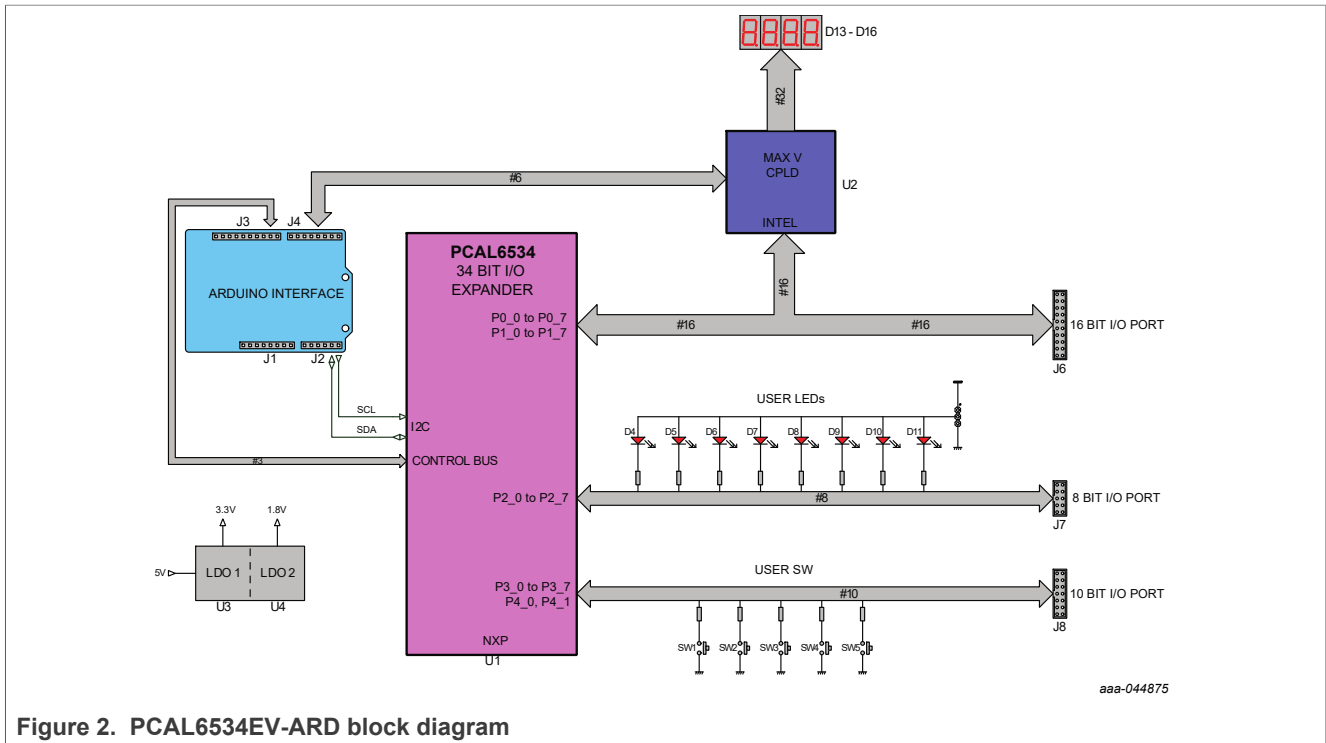 D13 - D16
#32
MAX V
CPLD
U2
INTEL
#6
J3
J4
ARDUINO INTERFACE
J1
J2
PCAL6534
34 BIT I/O
EXPANDER
P0_0 to P0_7
P1_0 to P1_7
#16
#16
#16
16 BIT I/O PORT
J6
SCL
SDA
I2C
#3
CONTROL BUS
USER LEDs
D4
D5
D6
D7
D8
D9
D10
D11
P2_0 to P2_7
#8
8 BIT I/O PORT
J7
3.3V
1.8V
5V
LDO 1
LDO 2
U3
U4
USER SW
P3_0 to P3_7
P4_0, P4_1
#10
10 BIT I/O PORT
J8
SW1
SW2
SW3
SW4
SW5
NXP
U1
aaa-044875
Figure 2. PCAL6534EV-ARD block diagram